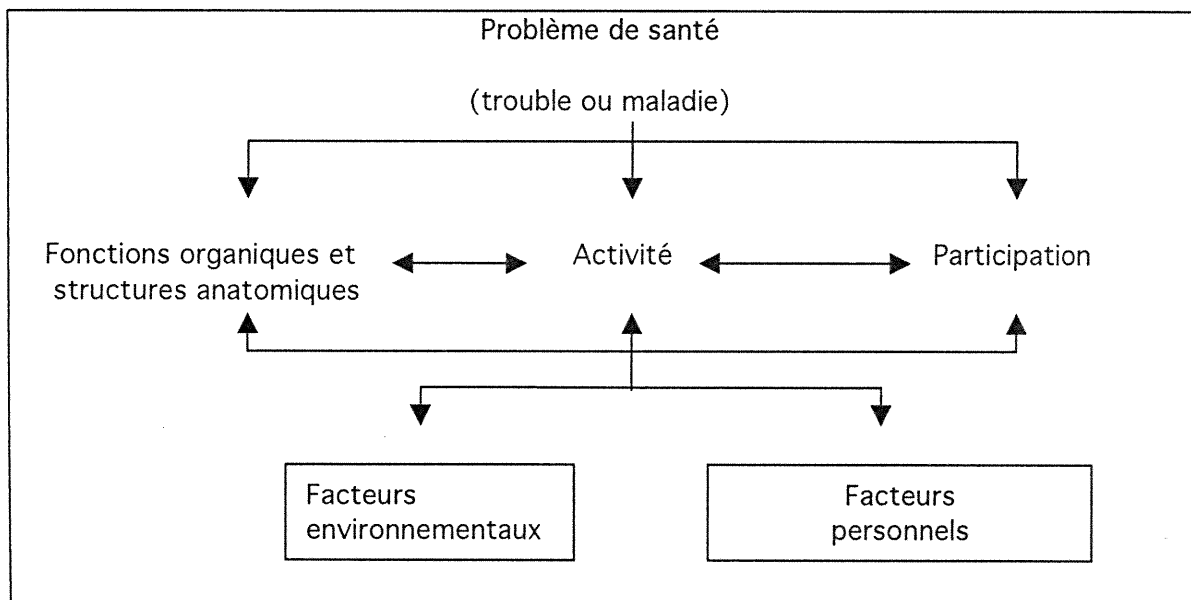 Problème de santé
(trouble ou maladie)
Fonctions organiques et
structures anatomiques
Activité
Participation
Facteurs
environnementaux
Facteurs
personnels